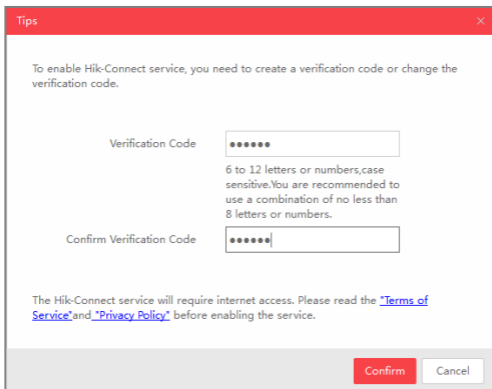 Tips
To enable Hik-Connect service, you need to create a verification code or change the
verification code.
Verification Code
●●●●●●
6 to 12 letters or numbers,case
sensitive.You are recommended to
use a combination of no less than
8 letters or numbers.
Confirm Verification Code
●●●●●●
The Hik-Connect service will require internet access. Please read the "Terms of
Service"and "Privacy Policy" before enabling the service.
Confirm
Cancel